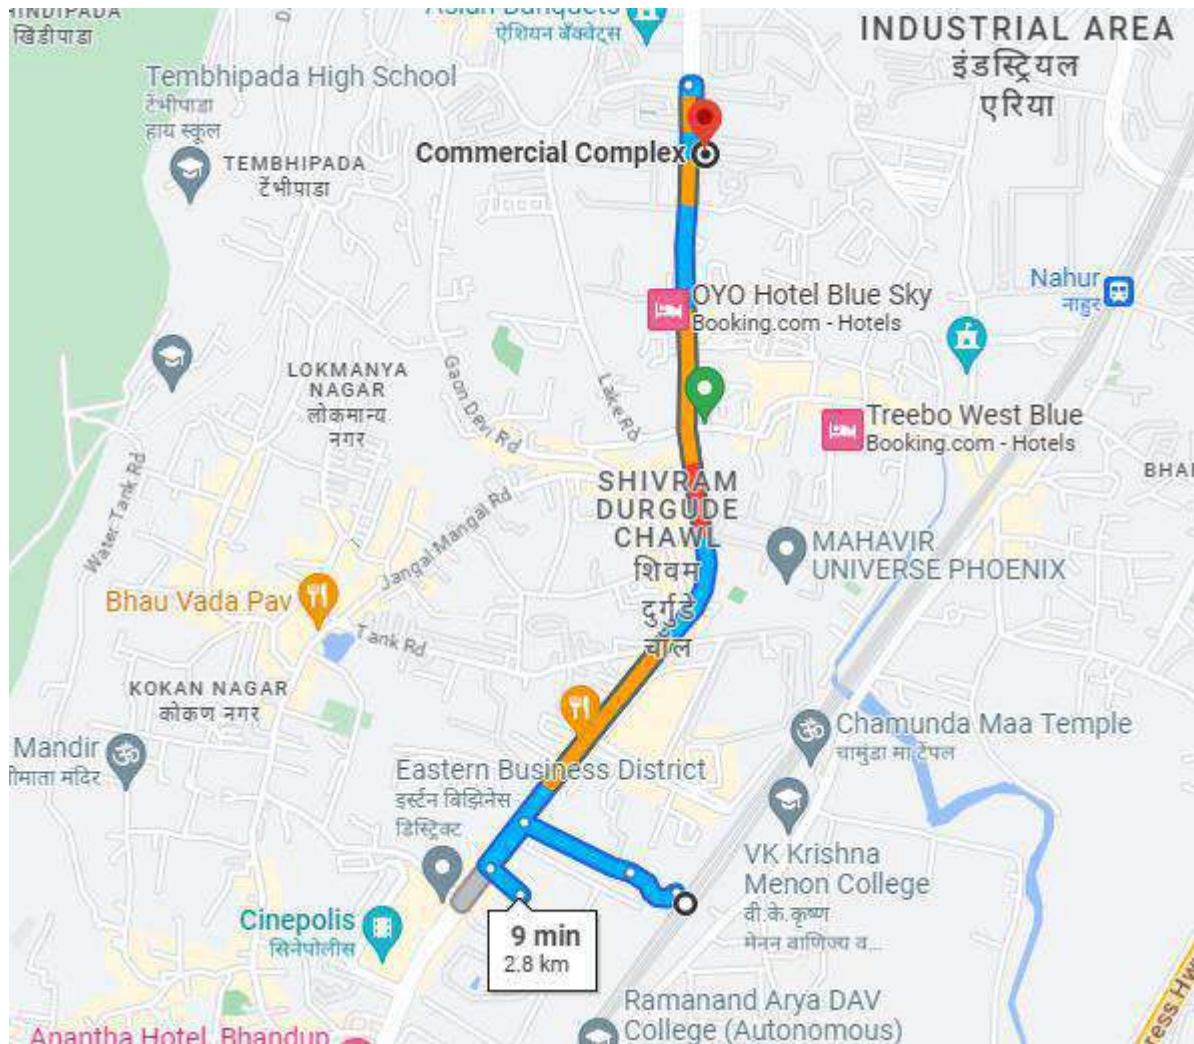 खिंडीपाडा
Asian Banquets
ऐशियन बँक्वेट्स
INDUSTRIAL AREA
इंडस्ट्रियल
एरिया
Tembhipada High School
टेंभीपाडा
हाय स्कूल
TEMBHIPADA
टेंभीपाडा
Commercial Complex
Nahur
नाहुर
OYO Hotel Blue Sky
Booking.com - Hotels
LOKMANYA
NAGAR
लोकमान्य
नगर
Gaon Devi Rd
Lake Rd
Treebo West Blue
Booking.com - Hotels
Water Tank Rd
SHIVRAM
DURGUDE
CHAWL
शिवम
दुर्गुडे
चॉल
Jangal Mangal Rd
MAHAVIR
UNIVERSE PHOENIX
Bhau Vada Pav
Tank Rd
KOKAN NAGAR
कोकण नगर
Mandir
Chamunda Maa Temple
चामुंडा मा टेंपल
Eastern Business District
इर्स्टन बिझिनेस
डिस्ट्रिक्ट
VK Krishna
Menon College
वी.के.कृष्ण
मेनन वाणिज्य व...
Cinepolis
सिनेपोलीस
9 min
2.8 km
Ramanand Arya DAV
College (Autonomous)
Anantha Hotel, Bhandup